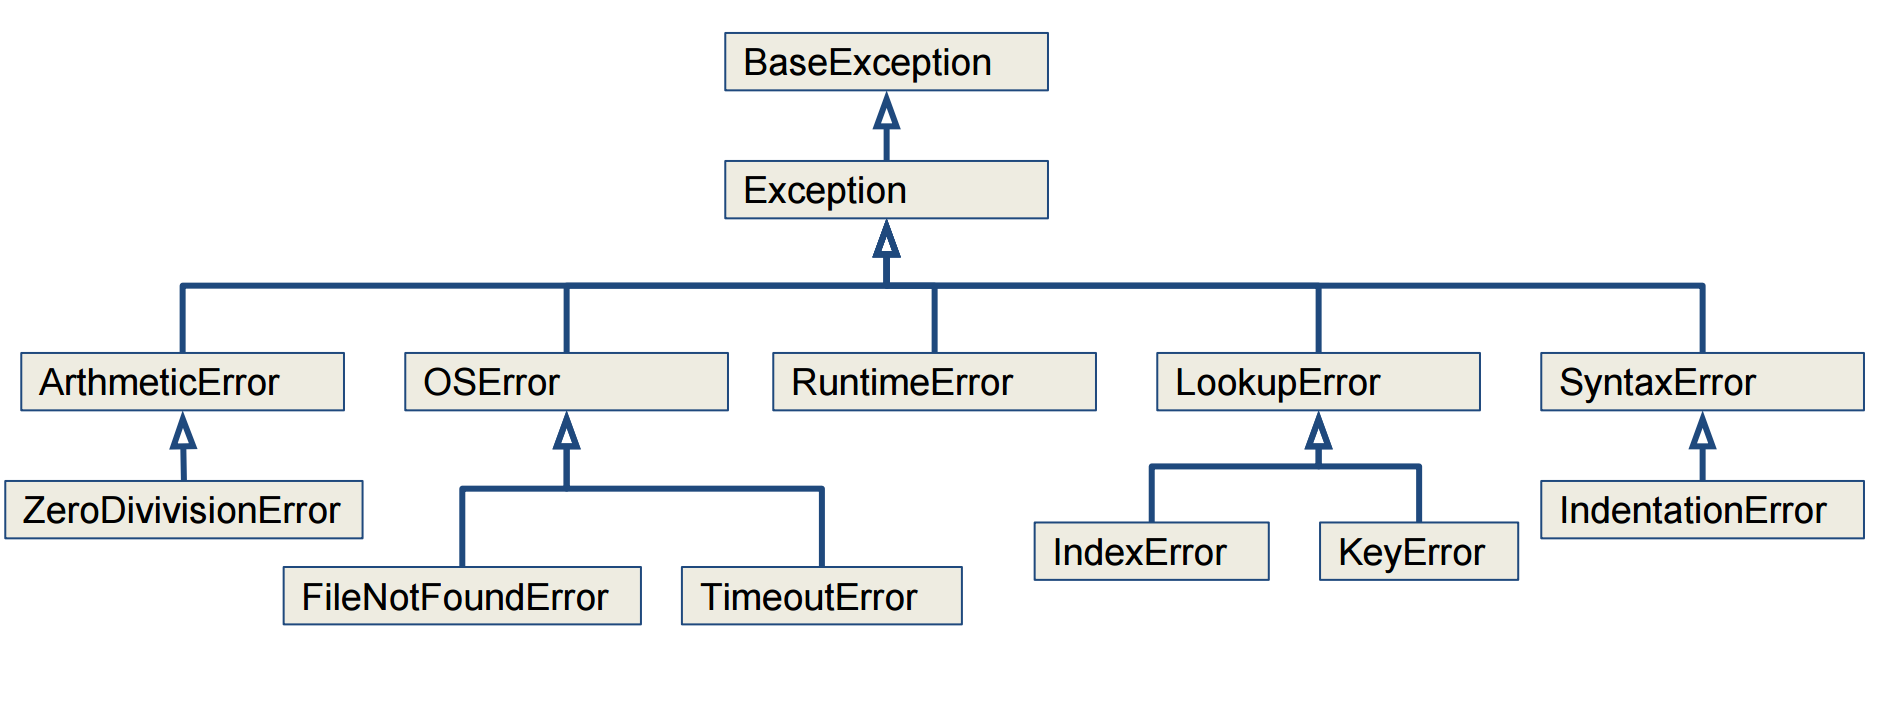 BaseException
Exception
ArthmeticError
OSError
RuntimeError
LookupError
SyntaxError
ZeroDivivisionError
IndentationError
IndexError
KeyError
FileNotFoundError
TimeoutError